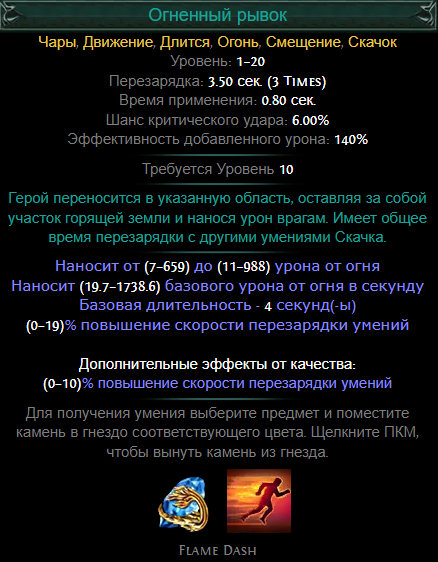 Огненный рывок
Чары, Движение, Длится, Огонь, Смещение, Скачок
Уровень: 1–20
Перезарядка: 3.50 сек. (3 Times)
Время применения: 0.80 сек.
Шанс критического удара: 6.00%
Эффективность добавленного урона: 140%
Требуется Уровень 10
Герой переносится в указанную область, оставляя за собой
участок горящей земли и нанося урон врагам. Имеет общее
время перезарядки с другими умениями Скачка.
Наносит от (7–659) до (11–988) урона от огня
Наносит (19.7–1738.6) базового урона от огня в секунду
Базовая длительность - 4 секунд(-ы)
(0–19)% повышение скорости перезарядки умений
Дополнительные эффекты от качества:
(0–10)% повышение скорости перезарядки умений
Для получения умения выберите предмет и поместите
камень в гнездо соответствующего цвета. Щелкните ПКМ,
чтобы вынуть камень из гнезда.
Flame Dash